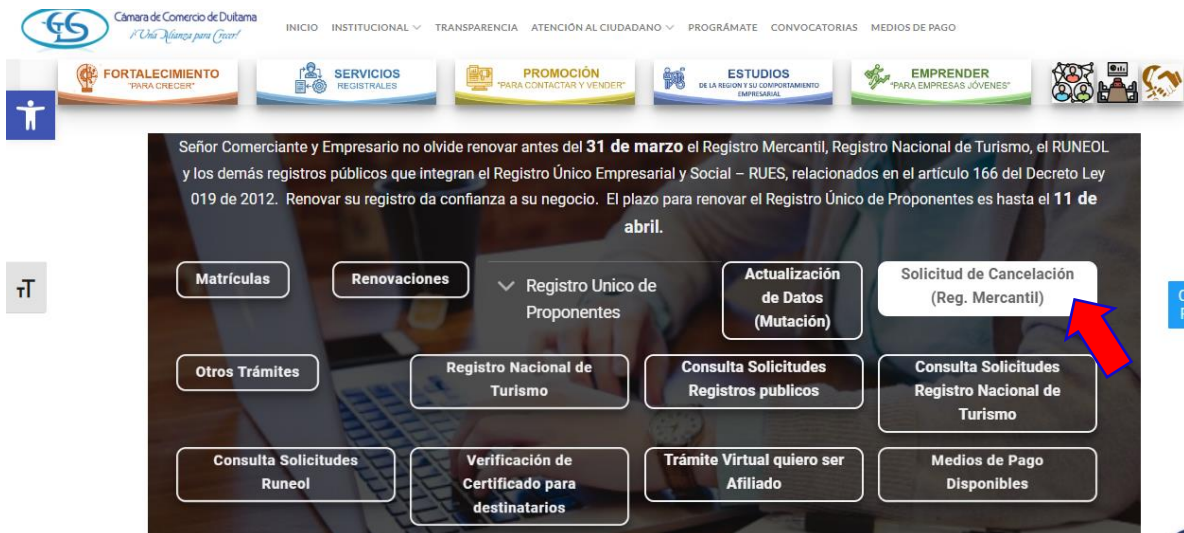 Cámara de Comercio de Duitama
¡Una Alianza para Crecer!
INICIO INSTITUCIONAL TRANSPARENCIA ATENCIÓN AL CIUDADANO PROGRÁMATE CONVOCATORIAS MEDIOS DE PAGO
FORTALECIMIENTO
"PARA CRECER"
SERVICIOS
REGISTRALES
PROMOCIÓN
"PARA CONTACTAR Y VENDER"
ESTUDIOS
DE LA REGION Y SU COMPORTAMIENTO
EMPRESARIAL
EMPRENDER
"PARA EMPRESAS JÓVENES"
Señor Comerciante y Empresario no olvide renovar antes del 31 de marzo el Registro Mercantil, Registro Nacional de Turismo, el RUNEOL
y los demás registros públicos que integran el Registro Único Empresarial y Social – RUES, relacionados en el artículo 166 del Decreto Ley
019 de 2012. Renovar su registro da confianza a su negocio. El plazo para renovar el Registro Único de Proponentes es hasta el 11 de
abril.
Matrículas
Renovaciones
Registro Unico de
Proponentes
Actualización
de Datos
(Mutación)
Solicitud de Cancelación
(Reg. Mercantil)
Otros Trámites
Registro Nacional de
Turismo
Consulta Solicitudes
Registros publicos
Consulta Solicitudes
Registro Nacional de
Turismo
Consulta Solicitudes
Runeol
Verificación de
Certificado para
destinatarios
Trámite Virtual quiero ser
Afiliado
Medios de Pago
Disponibles